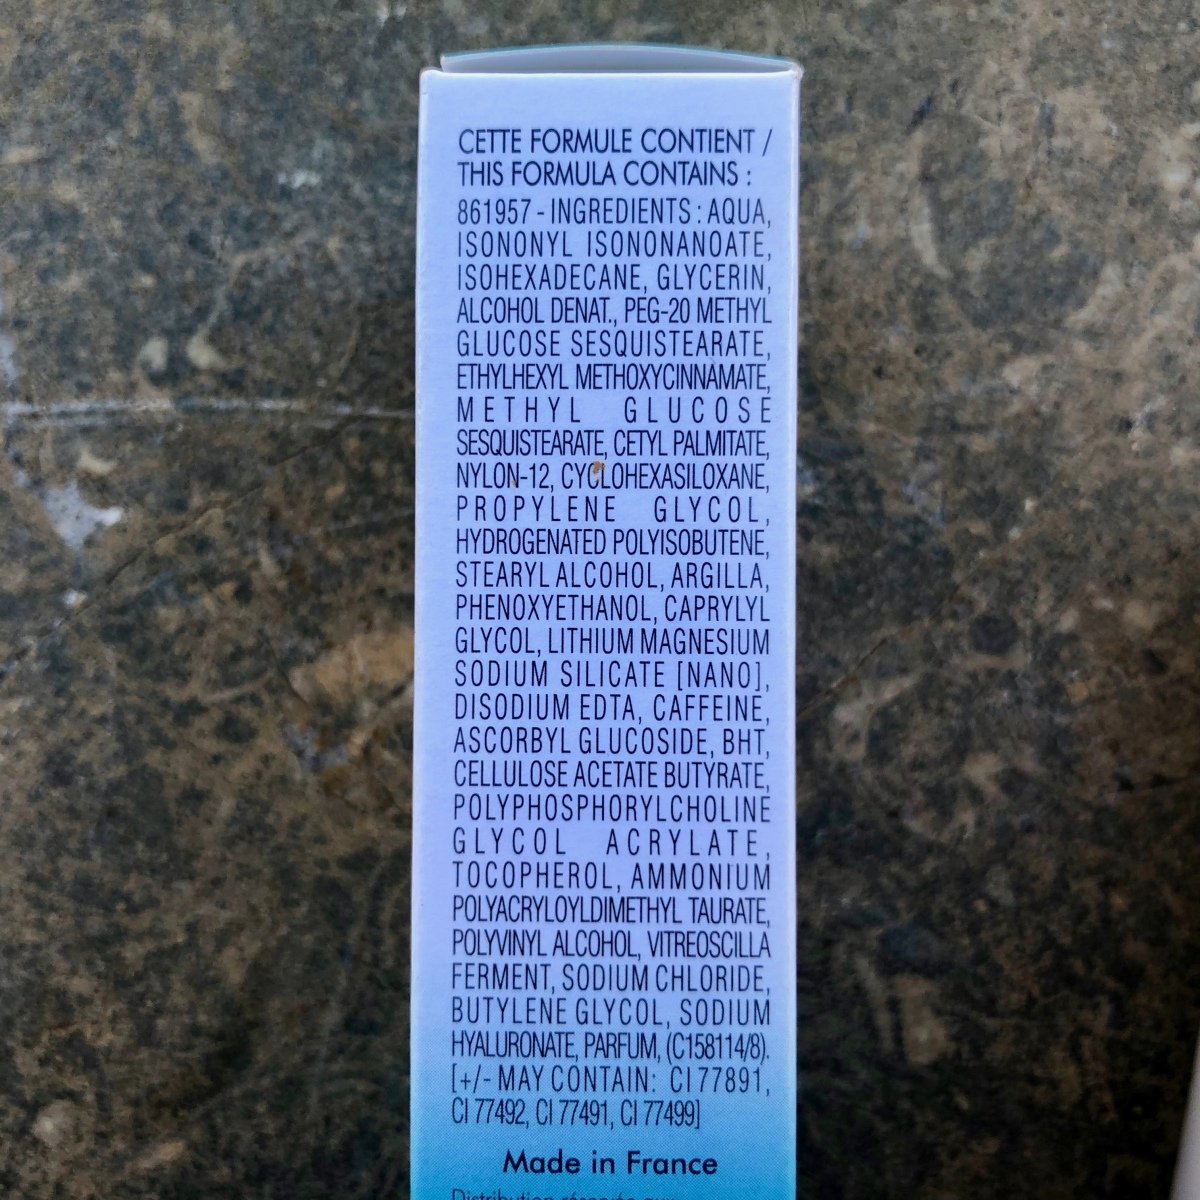 CETTE FORMULE CONTIENT /
THIS FORMULA CONTAINS :
861957 - INGREDIENTS : AQUA,
ISONONYL ISONONANOATE,
ISOHEXADECANE, GLYCERIN,
ALCOHOL DENAT., PEG-20 METHYL
GLUCOSE SESQUISTEARATE,
ETHYLHEXYL METHOXYCINNAMATE,
METHYL GLUCOSE
SESQUISTEARATE, CETYL PALMITATE,
NYLON-12, CYCLOHEXASILOXANE,
PROPYLENE GLYCOL,
HYDROGENATED POLYISOBUTENE,
STEARYL ALCOHOL, ARGILLA,
PHENOXYETHANOL, CAPRYLYL
GLYCOL, LITHIUM MAGNESIUM
SODIUM SILICATE [NANO],
DISODIUM EDTA, CAFFEINE,
ASCORBYL GLUCOSIDE, BHT,
CELLULOSE ACETATE BUTYRATE,
POLYPHOSPHORYLCHOLINE
GLYCOL ACRYLATE,
TOCOPHEROL, AMMONIUM
POLYACRYLOYLDIMETHYL TAURATE,
POLYVINYL ALCOHOL, VITREOSCILLA
FERMENT, SODIUM CHLORIDE,
BUTYLENE GLYCOL, SODIUM
HYALURONATE, PARFUM, (C158114/8).
[+/- MAY CONTAIN: CI 77891,
CI 77492, CI 77491, CI 77499]
Made in France
Distribution réservée aux